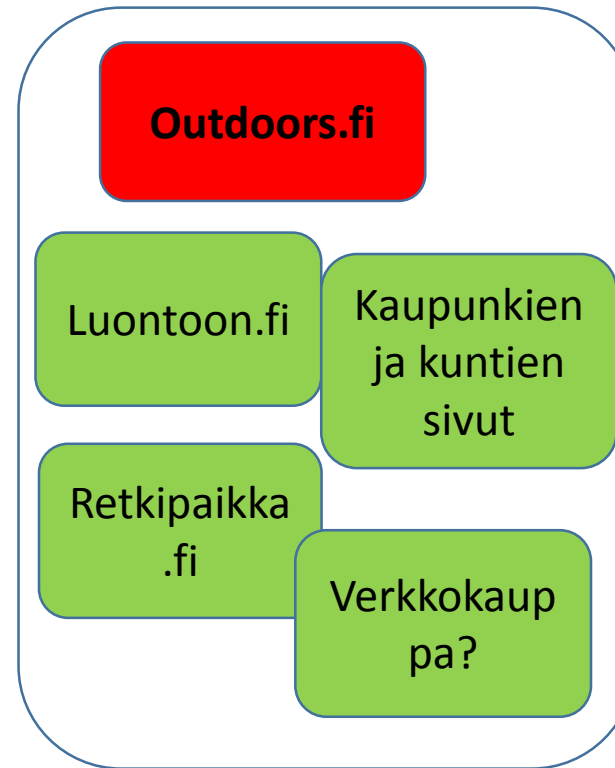 Outdoors.fi
Luontoon.fi
Kaupunkien
ja kuntien
sivut
Retkipaikka
.fi
Verkkokaup
pa?